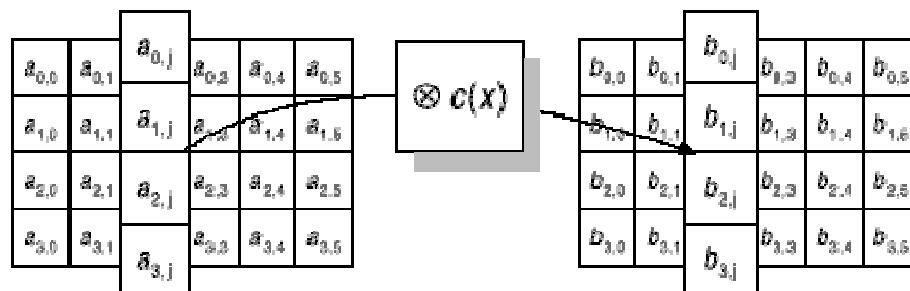 a0,0 a0,1 a0,j a0,3 a0,4 a0,5
a1,0 a1,1 a1,j a1,3 a1,4 a1,5
a2,0 a2,1 a2,j a2,3 a2,4 a2,5
a3,0 a3,1 a3,j a3,3 a3,4 a3,5
⊗ c(x)
b0,0 b0,1 b0,j b0,3 b0,4 b0,5
b1,0 b1,1 b1,j b1,3 b1,4 b1,5
b2,0 b2,1 b2,j b2,3 b2,4 b2,5
b3,0 b3,1 b3,j b3,3 b3,4 b3,5